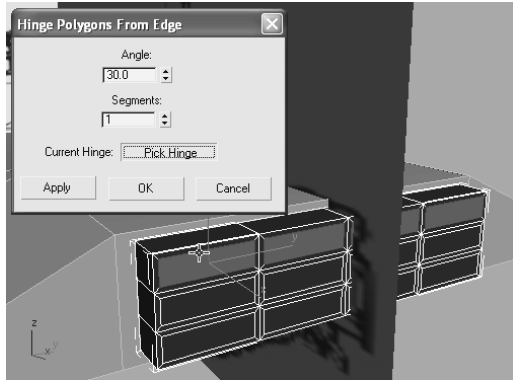 Hinge Polygons From Edge
Angle:
30.0
Segments:
1
Current Hinge: Pick Hinge
Apply OK Cancel
y
z
x y